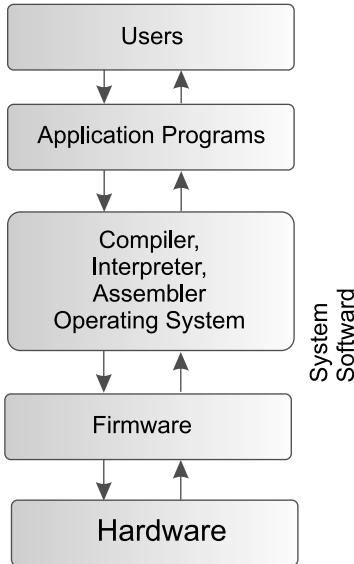 Users
Application Programs
Compiler,
Interpreter,
Assembler
Operating System
System
Softward
Firmware
Hardware